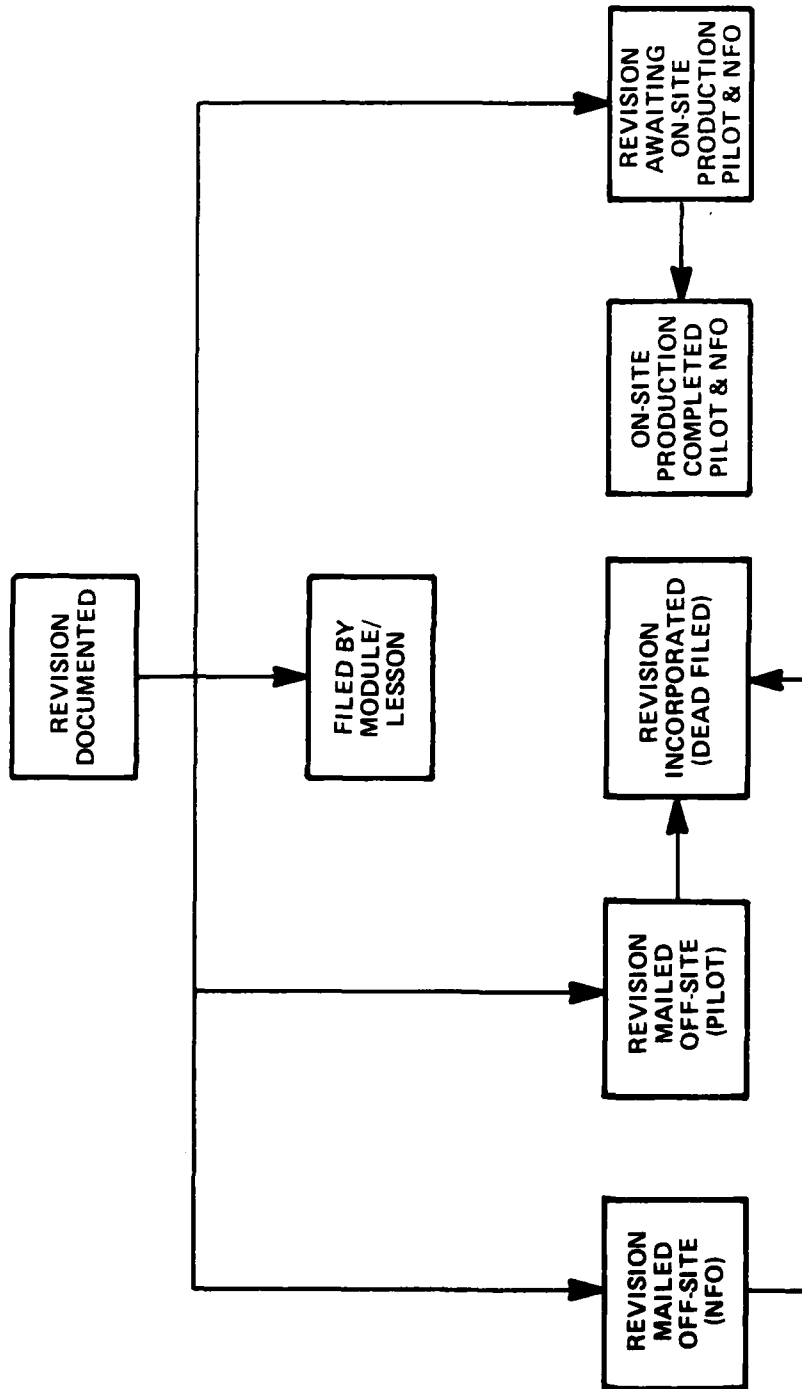 REVISION
DOCUMENTED
FILED BY
MODULE/
LESSON
REVISION
MAILED
OFF-SITE
(NFO)
REVISION
MAILED
OFF-SITE
(PILOT)
REVISION
INCORPORATED
(DEAD FILED)
ON-SITE
PRODUCTION
COMPLETED
PILOT & NFO
REVISION
AWAITING
ON-SITE
PRODUCTION
PILOT & NFO